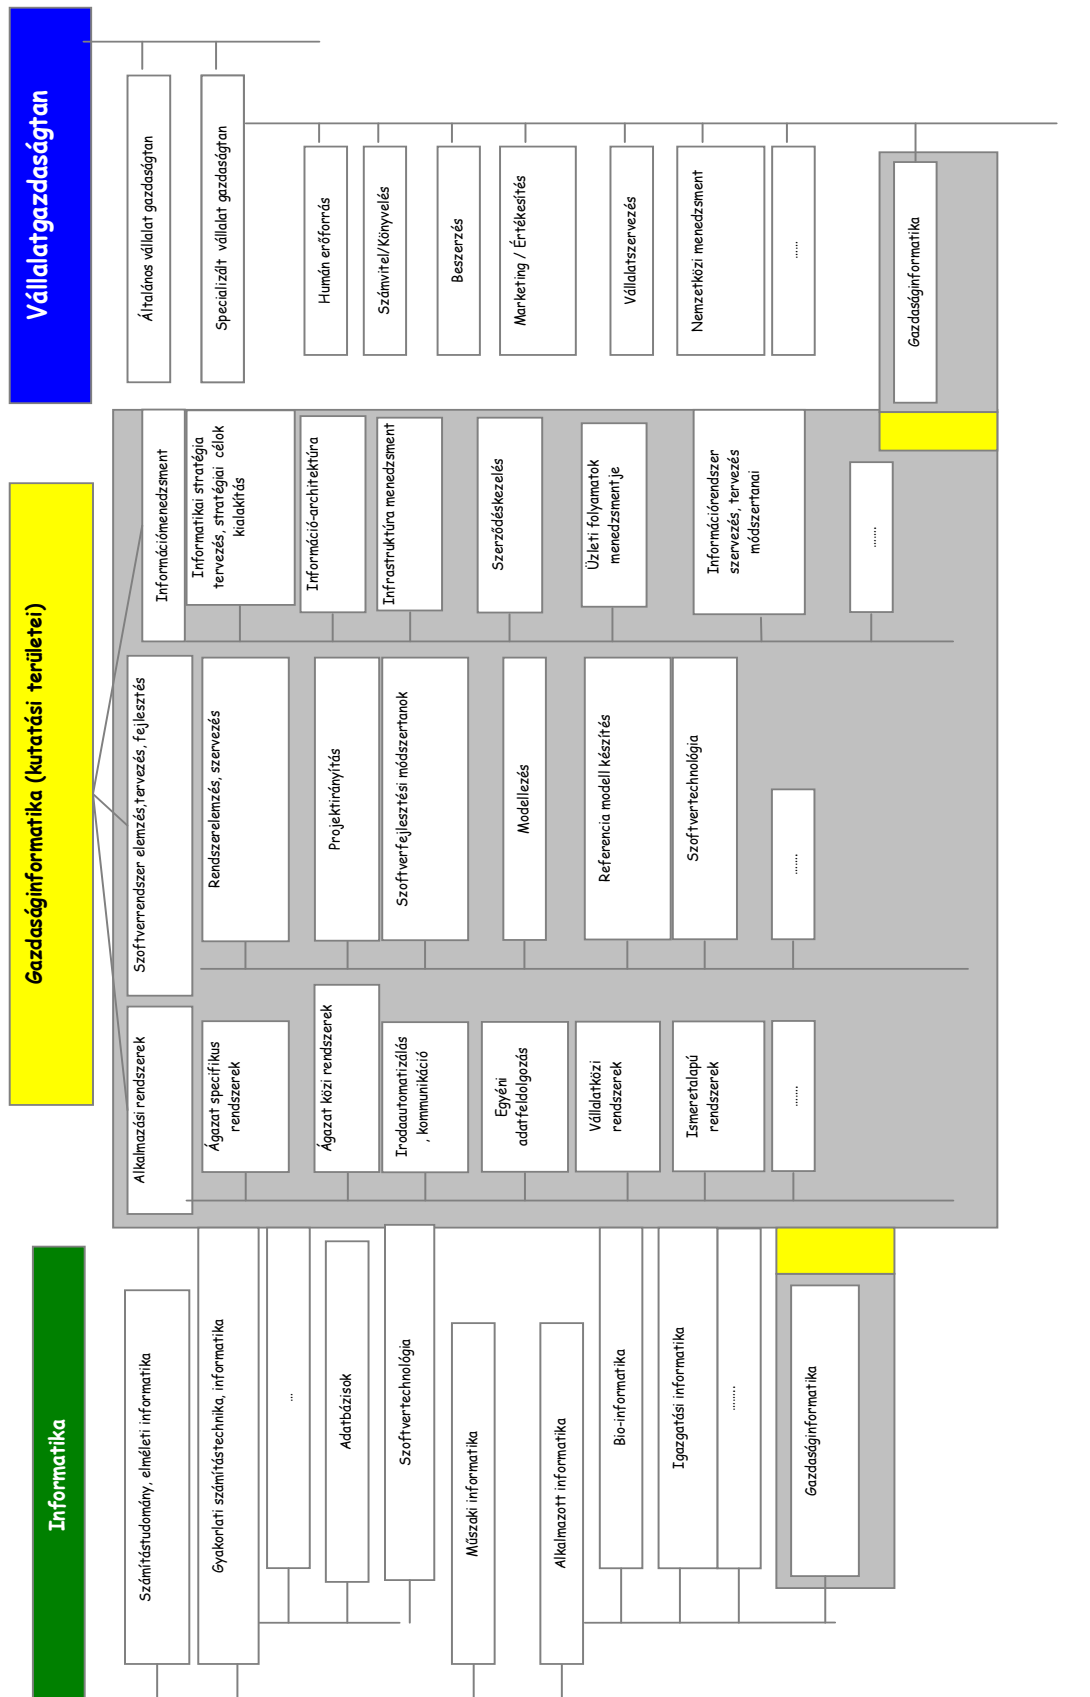 Informatika
Számítástudomány, elméleti informatika
Gyakorlati számítástechnika, informatika
...
Adatbázisok
Szoftvertechnológia
Műszaki informatika
Alkalmazott informatika
Bio-informatika
Igazgatási informatika
........
Gazdaságinformatika
Gazdaságinformatika (kutatási területei)
Alkalmazási rendszerek
Ágazat specifikus
rendszerek
Ágazat közi rendszerek
Irodaautomatizálás
, kommunikáció
Egyéni
adatfeldolgozás
Vállalatközi
rendszerek
Ismeretalapú
rendszerek
.......
Szoftverrendszer elemzés,tervezés, fejlesztés
Rendszerelemzés, szervezés
Projektirányítás
Szoftverfejlesztési módszertanok
Modellezés
Referencia modell készítés
Szoftvertechnológia
.......
Információmenedzsment
Informatikai stratégia
tervezés, stratégiai célok
kialakítás
Információ-architektúra
Infrastruktúra menedzsment
Szerződéskezelés
Üzleti folyamatok
menedzsmentje
Információrendszer
szervezés, tervezés
módszertanai
.......
Vállalatgazdaságtan
Általános vállalat gazdaságtan
Specializált vállalat gazdaságtan
Humán erőforrás
Számvitel/Könyvelés
Beszerzés
Marketing / Értékesítés
Vállalatszervezés
Nemzetközi menedzsment
......
Gazdaságinformatika